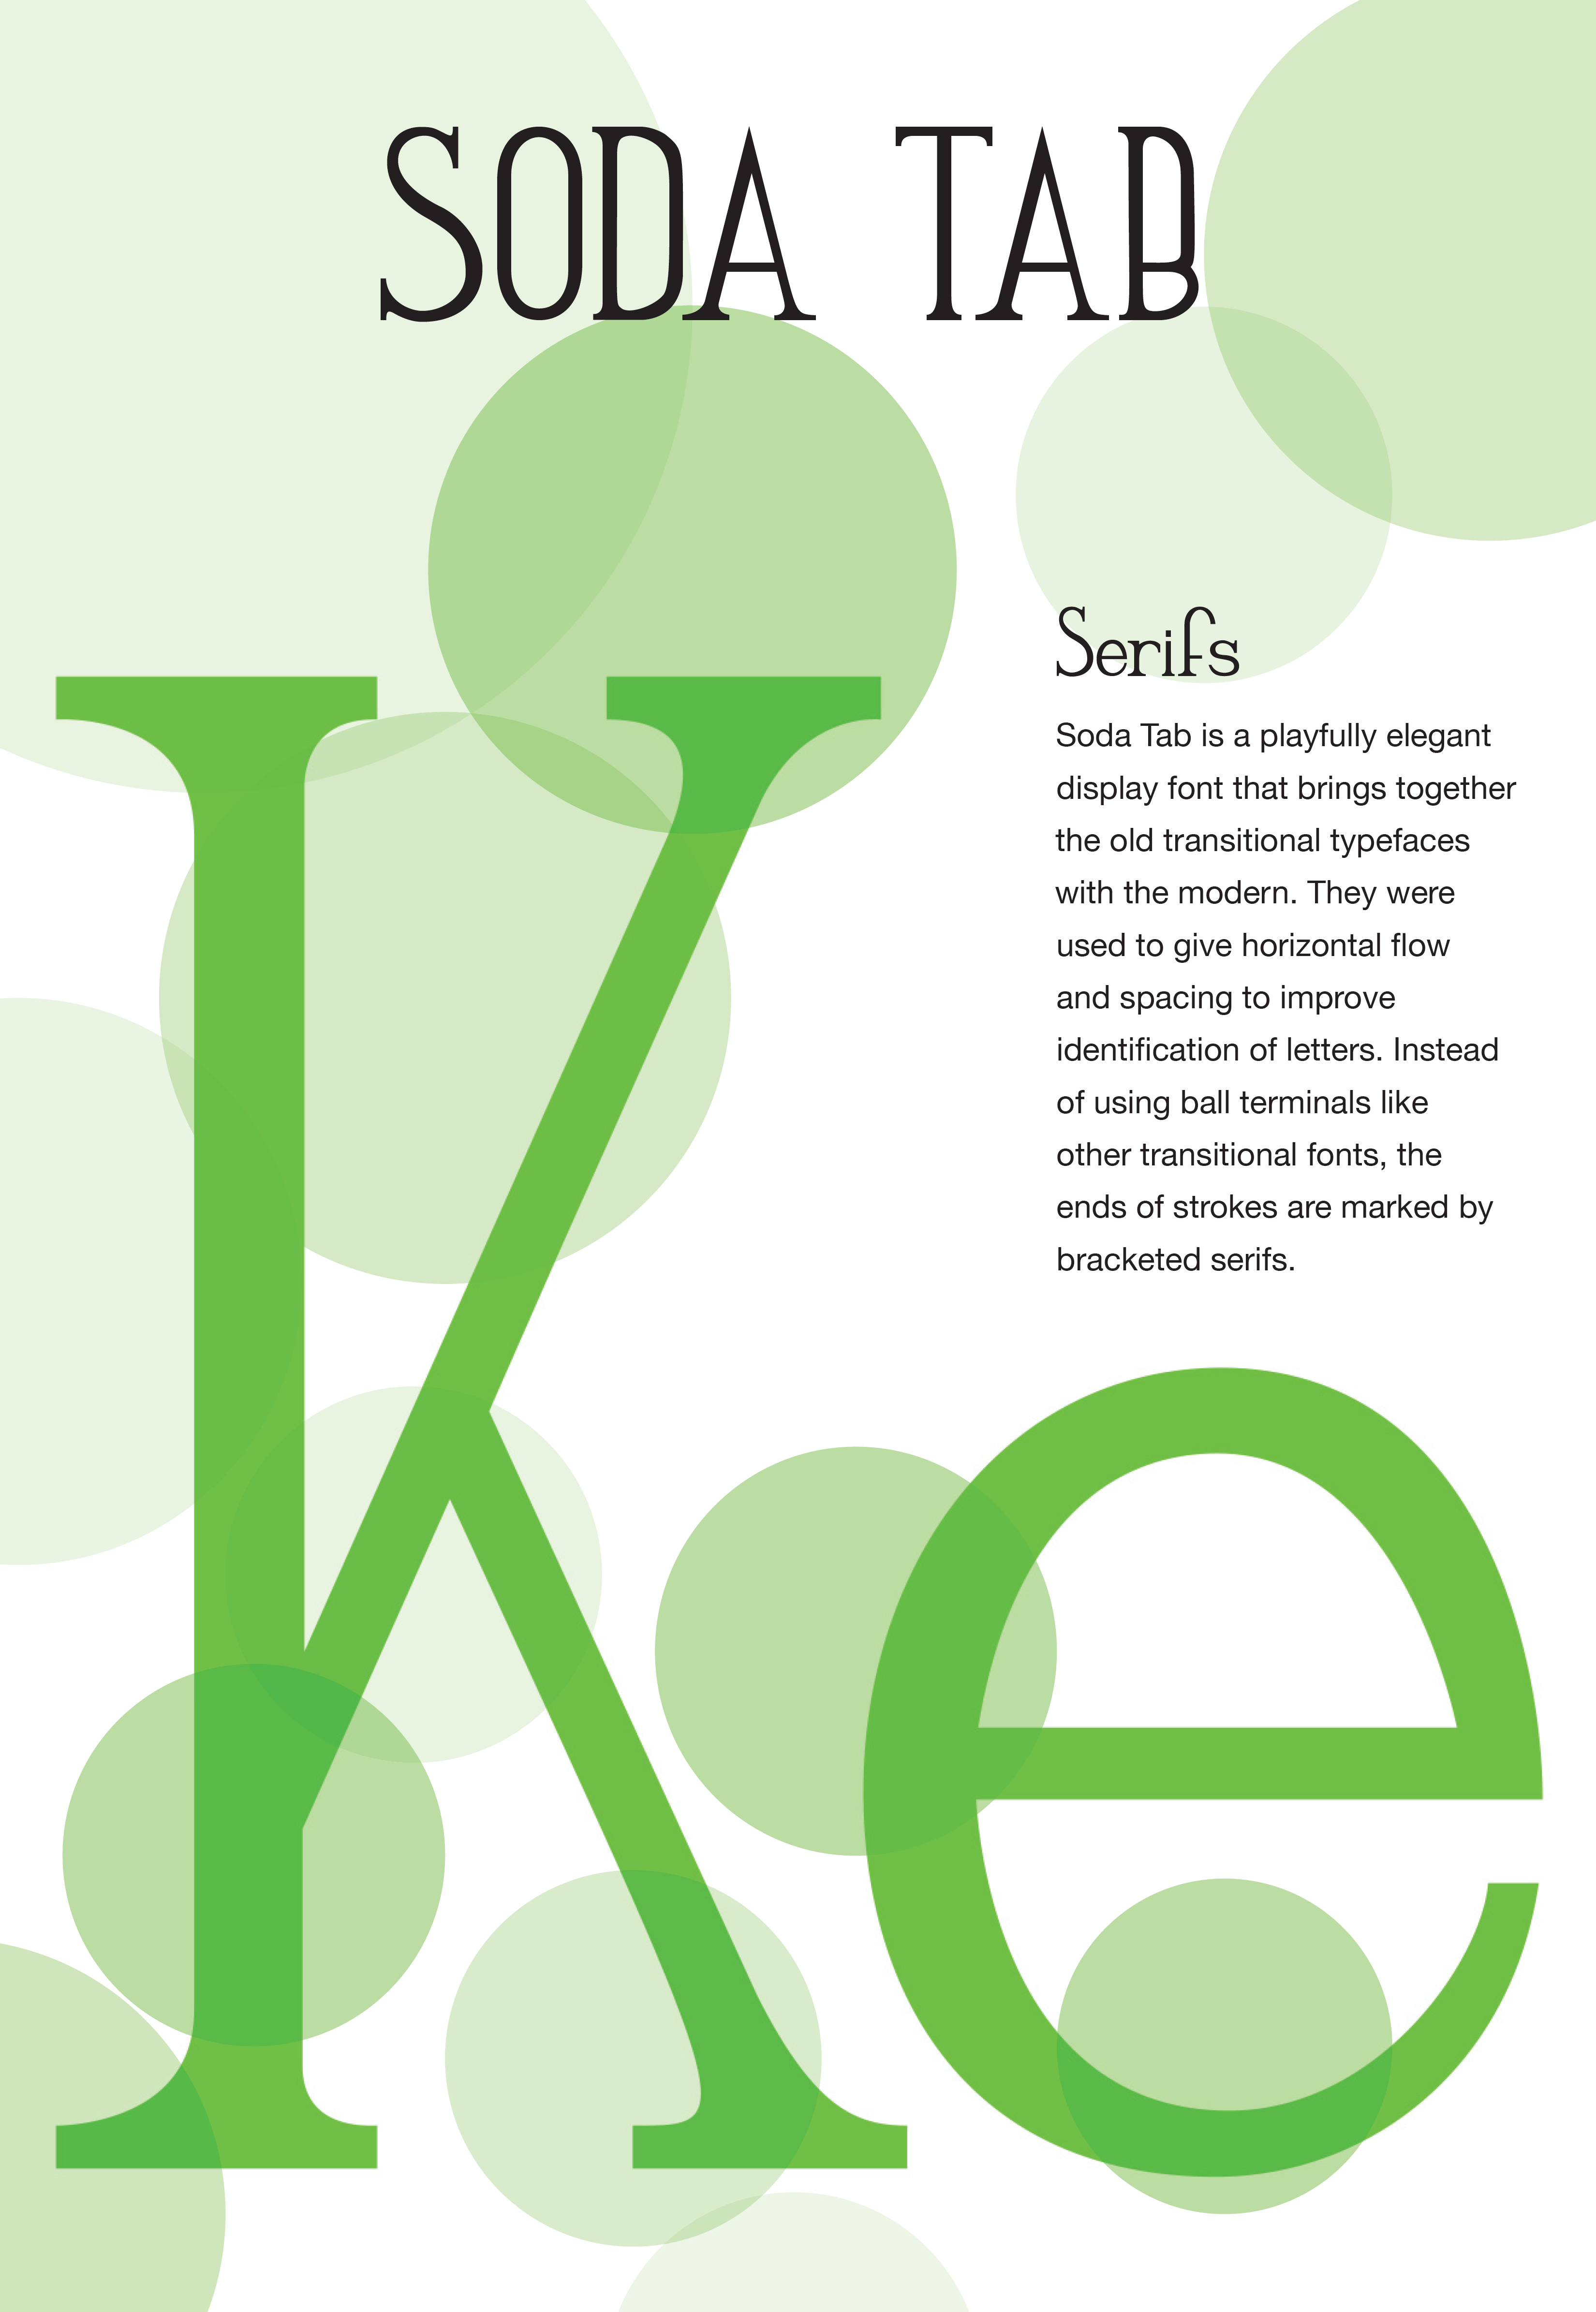 SODA TAB
Serifs
Soda Tab is a playfully elegant
display font that brings together
the old transitional typefaces
with the modern. They were
used to give horizontal flow
and spacing to improve
identification of letters. Instead
of using ball terminals like
other transitional fonts, the
ends of strokes are marked by
bracketed serifs.
Ke